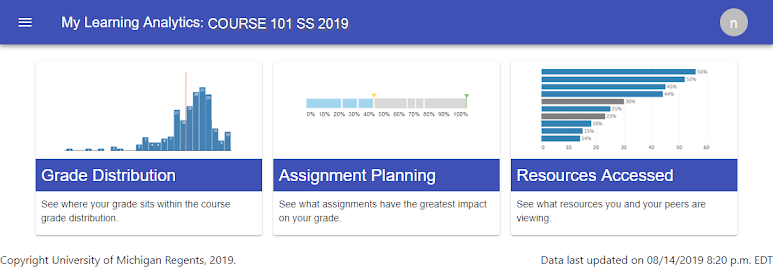 My Learning Analytics: COURSE 101 SS 2019
n
0% 10% 20% 30% 40% 50% 60% 70% 80% 90% 100%
56%
52%
45%
44%
30%
25%
23%
18%
15%
14%
0 10 20 30 40 50 60
Grade Distribution
See where your grade sits within the course
grade distribution.
Assignment Planning
See what assignments have the greatest impact
on your grade.
Resources Accessed
See what resources you and your peers are
viewing.
Copyright University of Michigan Regents, 2019.
Data last updated on 08/14/2019 8:20 p.m. EDT